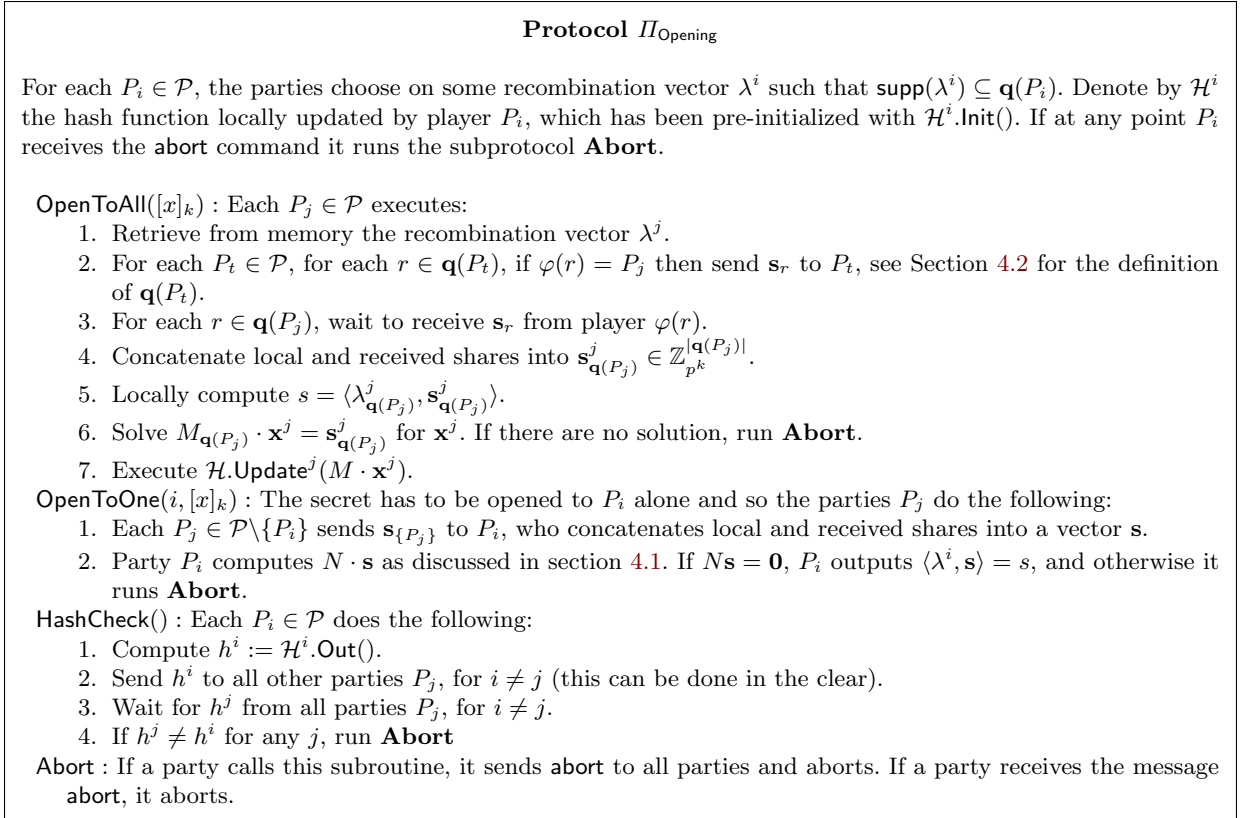 Protocol Π_Opening
For each P_i ∈ 𝒫, the parties choose on some recombination vector λ^i such that supp(λ^i) ⊆ q(P_i). Denote by ℋ^i
the hash function locally updated by player P_i, which has been pre-initialized with ℋ^i.Init(). If at any point P_i
receives the abort command it runs the subprotocol Abort.
OpenToAll([x]_k) : Each P_j ∈ 𝒫 executes:
1. Retrieve from memory the recombination vector λ^j.
2. For each P_t ∈ 𝒫, for each r ∈ q(P_t), if φ(r) = P_j then send s_r to P_t, see Section 4.2 for the definition
of q(P_t).
3. For each r ∈ q(P_j), wait to receive s_r from player φ(r).
4. Concatenate local and received shares into s^j_{q(P_j)} ∈ ℤ_{p^k}^{|q(P_j)|}.
5. Locally compute s = ⟨λ^j_{q(P_j)}, s^j_{q(P_j)}⟩.
6. Solve M_{q(P_j)} · x^j = s^j_{q(P_j)} for x^j. If there are no solution, run Abort.
7. Execute ℋ.Update^j(M · x^j).
OpenToOne(i, [x]_k) : The secret has to be opened to P_i alone and so the parties P_j do the following:
1. Each P_j ∈ 𝒫\{P_i} sends s_{{P_j}} to P_i, who concatenates local and received shares into a vector s.
2. Party P_i computes N · s as discussed in section 4.1. If Ns = 0, P_i outputs ⟨λ^i, s⟩ = s, and otherwise it
runs Abort.
HashCheck() : Each P_i ∈ 𝒫 does the following:
1. Compute h^i := ℋ^i.Out().
2. Send h^i to all other parties P_j, for i ≠ j (this can be done in the clear).
3. Wait for h^j from all parties P_j, for i ≠ j.
4. If h^j ≠ h^i for any j, run Abort
Abort : If a party calls this subroutine, it sends abort to all parties and aborts. If a party receives the message
abort, it aborts.